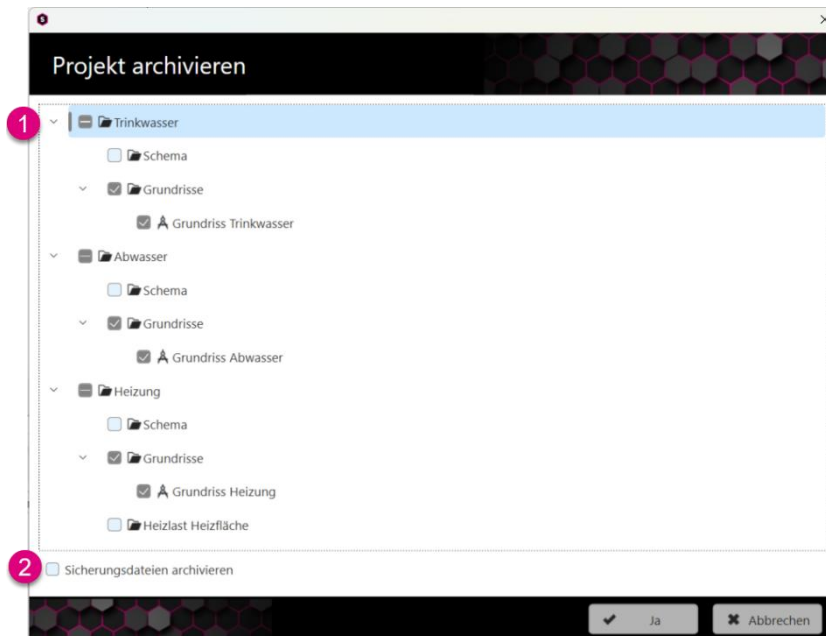 Projekt archivieren
1
Trinkwasser
Schema
Grundrisse
Grundriss Trinkwasser
Abwasser
Schema
Grundrisse
Grundriss Abwasser
Heizung
Schema
Grundrisse
Grundriss Heizung
Heizlast Heizfläche
2
Sicherungsdateien archivieren
Ja
Abbrechen